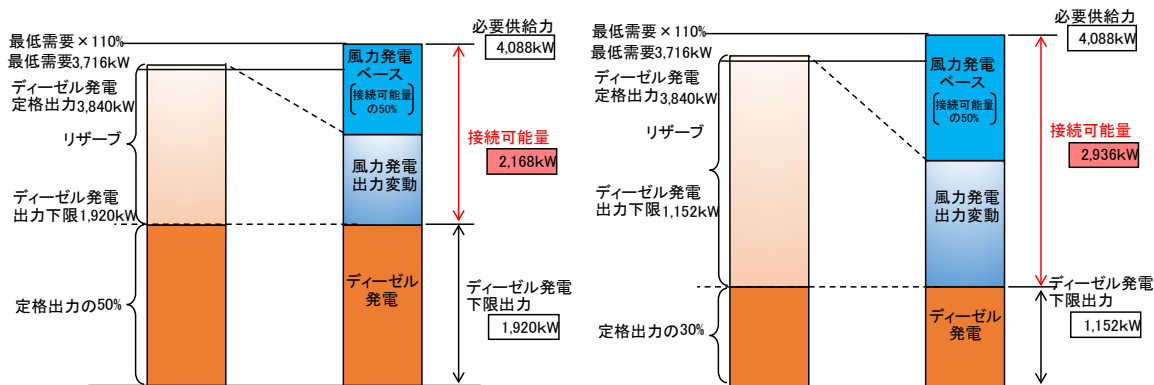 必要供給力
4,088kW
最低需要×110%
最低需要3,716kW
ディーゼル発電
定格出力3,840kW
リザーブ
ディーゼル発電
出力下限1,920kW
定格出力の50%
風力発電
ベース
接続可能量
の50%
風力発電
出力変動
ディーゼル
発電
接続可能量
2,168kW
ディーゼル発電
下限出力
1,920kW
必要供給力
4,088kW
最低需要×110%
最低需要3,716kW
ディーゼル発電
定格出力3,840kW
リザーブ
ディーゼル発電
出力下限1,152kW
定格出力の30%
風力発電
ベース
接続可能量
の50%
風力発電
出力変動
ディーゼル
発電
接続可能量
2,936kW
ディーゼル発電
下限出力
1,152kW